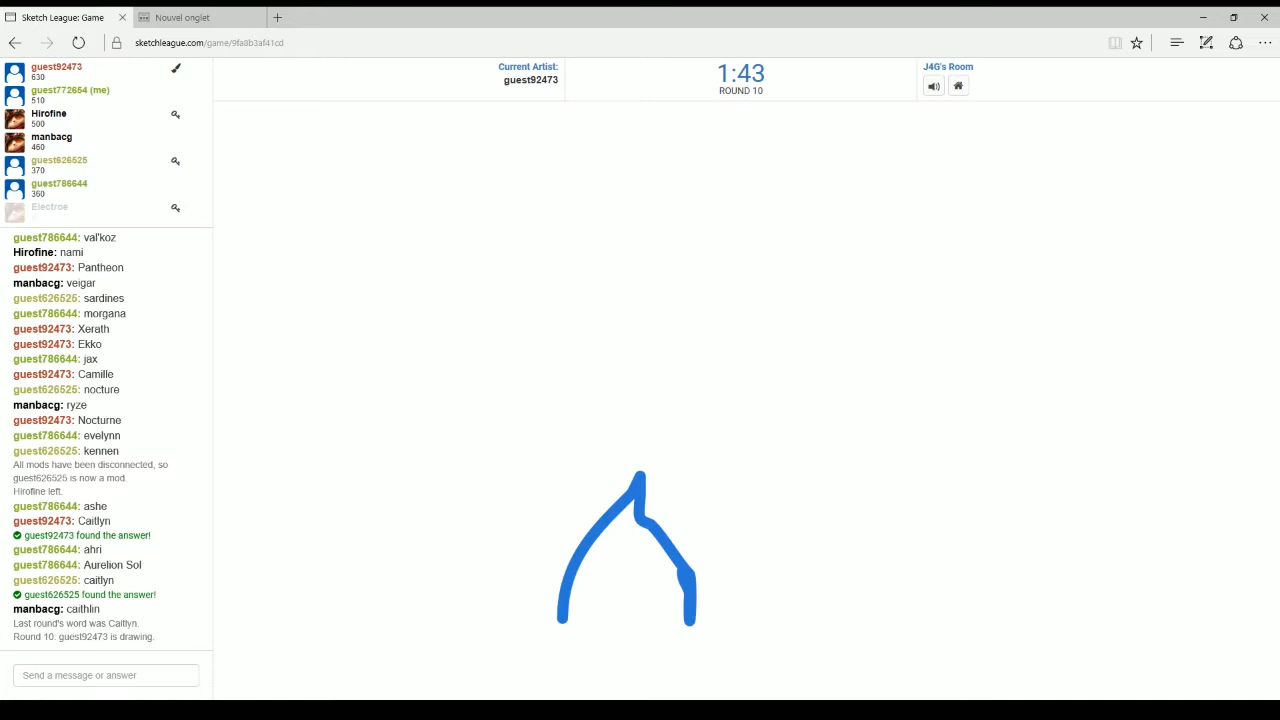 Sketch League: Game
Nouvel onglet
sketchleague.com/game/9fa8b3af41cd
guest92473
630
guest772654 (me)
510
Hirofine
500
manbacg
460
guest626525
370
guest786644
360
Electroe
Current Artist:
guest92473
1:43
ROUND 10
J4G's Room
guest786644: val'koz
Hirofine: nami
guest92473: Pantheon
manbacg: veigar
guest626525: sardines
guest786644: morgana
guest92473: Xerath
guest92473: Ekko
guest786644: jax
guest92473: Camille
guest626525: nocture
manbacg: ryze
guest92473: Nocturne
guest786644: evelynn
guest626525: kennen
All mods have been disconnected, so
guest626525 is now a mod.
Hirofine left.
guest786644: ashe
guest92473: Caitlyn
guest92473 found the answer!
guest786644: ahri
guest786644: Aurelion Sol
guest626525: caitlyn
guest626525 found the answer!
manbacg: caithlin
Last round's word was Caitlyn.
Round 10: guest92473 is drawing.
Send a message or answer